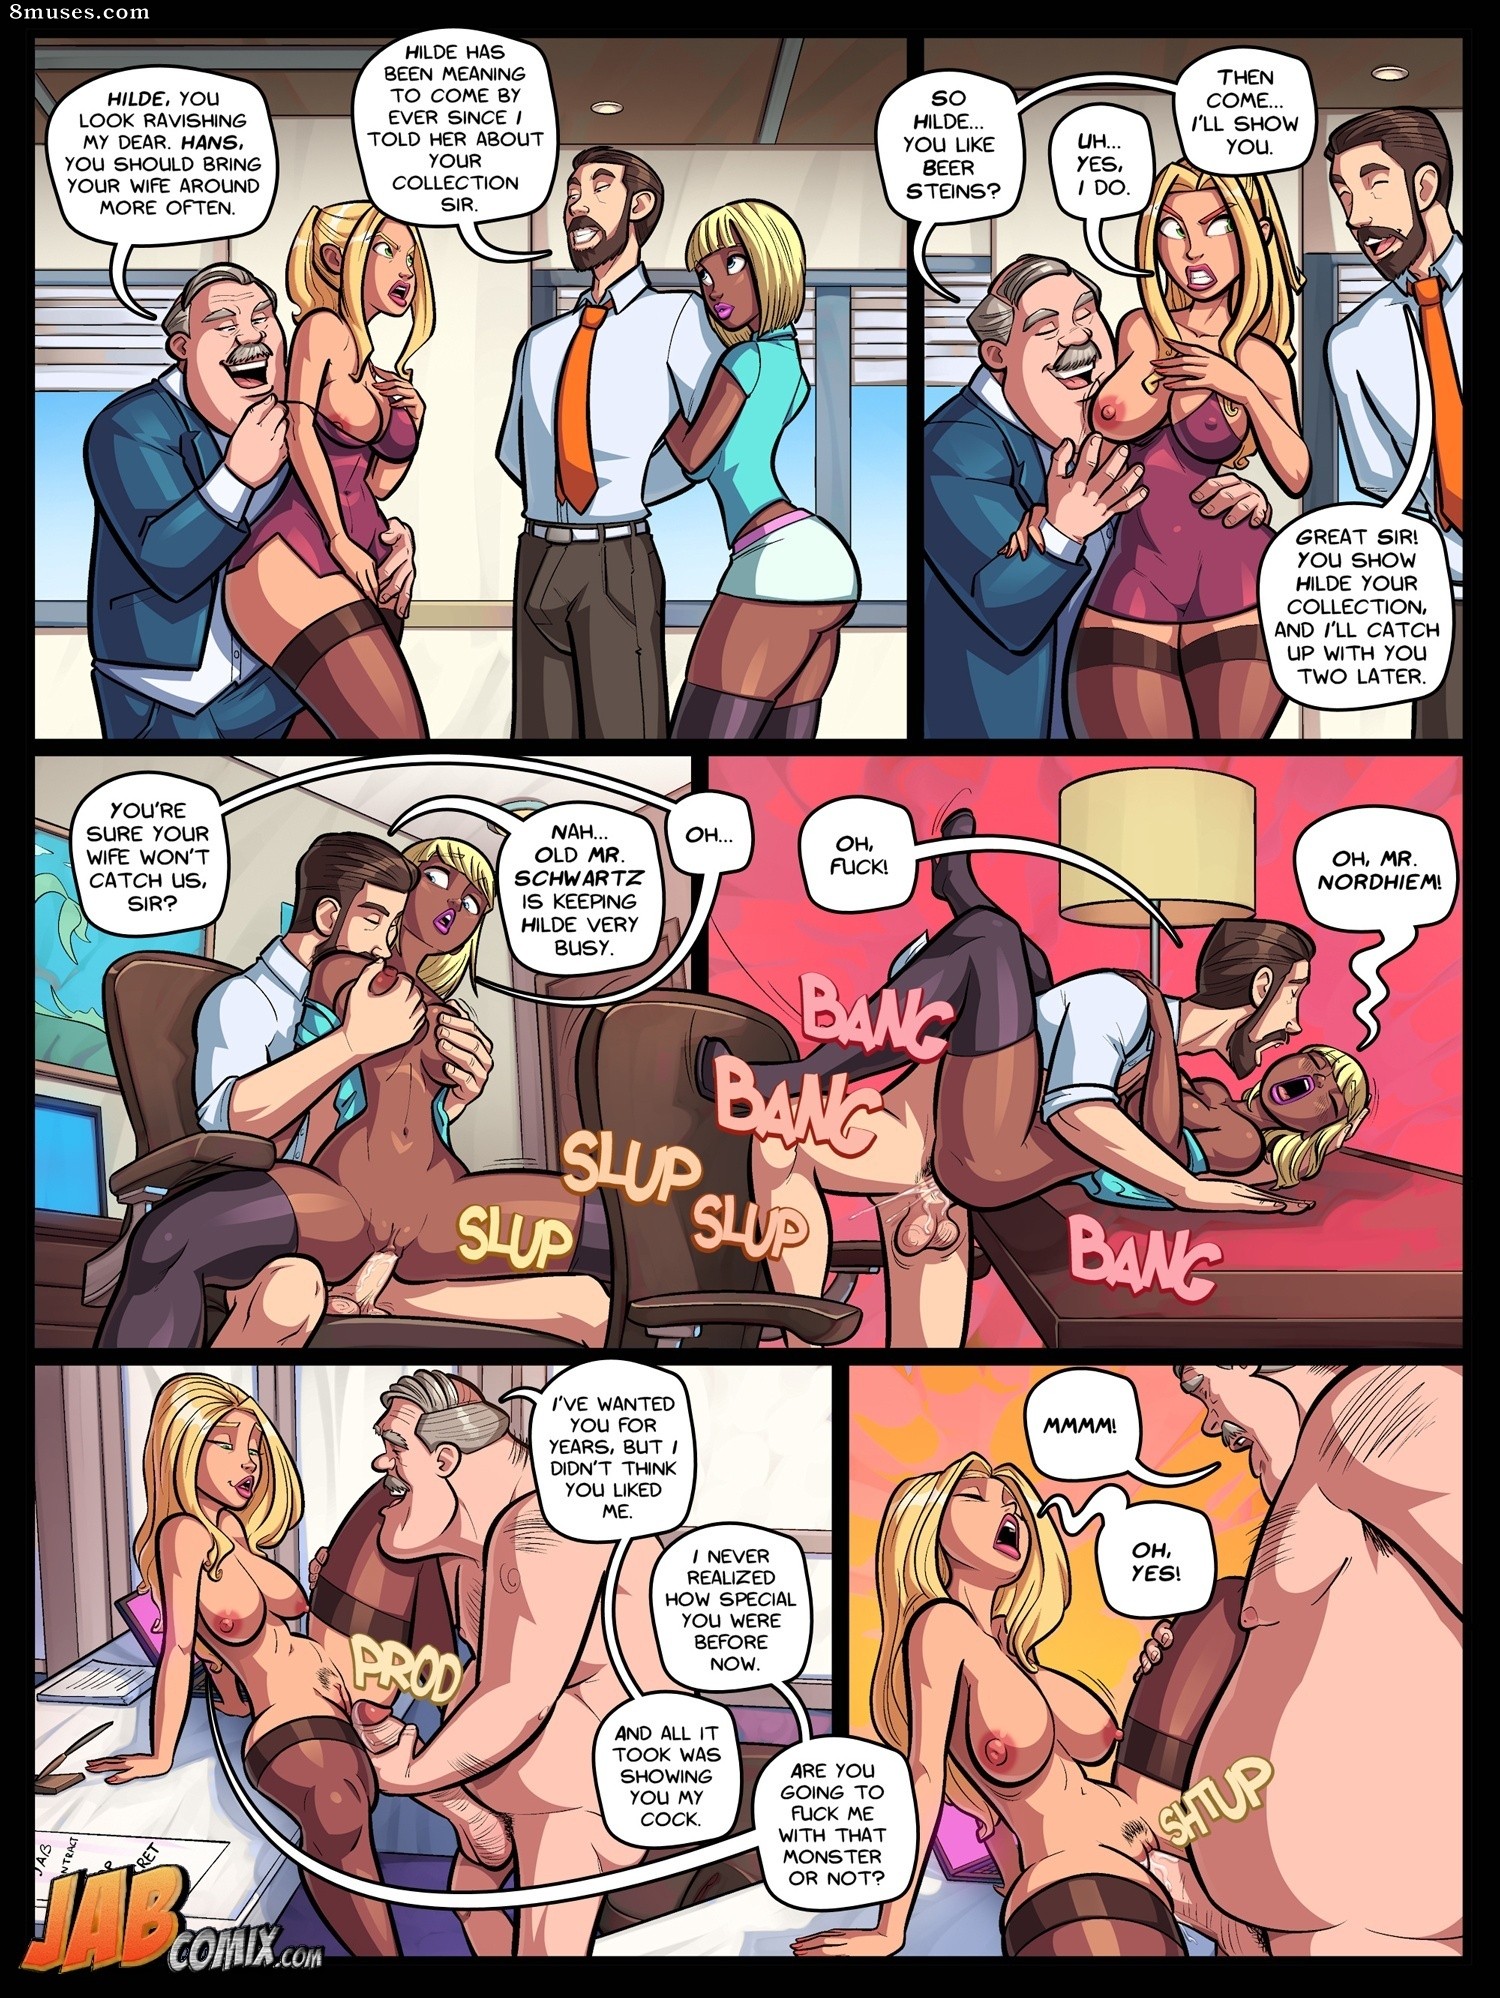 8muses.com
HILDE, YOU
LOOK RAVISHING
MY DEAR. HANS,
YOU SHOULD BRING
YOUR WIFE AROUND
MORE OFTEN.
HILDE HAS
BEEN MEANING
TO COME BY
EVER SINCE I
TOLD HER ABOUT
YOUR
COLLECTION
SIR.
SO
HILDE...
YOU LIKE
BEER
STEINS?
UH...
YES,
I DO.
THEN
COME...
I'LL SHOW
YOU.
GREAT SIR!
YOU SHOW
HILDE YOUR
COLLECTION,
AND I'LL CATCH
UP WITH YOU
TWO LATER.
YOU'RE
SURE YOUR
WIFE WON'T
CATCH US,
SIR?
NAH...
OLD MR.
SCHWARTZ
IS KEEPING
HILDE VERY
BUSY.
OH...
SLURP
SLURP
OH,
FUCK!
OH, MR.
NORDHIEM!
BANG
BANG
SLUP
BANG
I'VE WANTED
YOU FOR
YEARS, BUT I
DIDN'T THINK
YOU LIKED
ME.
I NEVER
REALIZED
HOW SPECIAL
YOU WERE
BEFORE
NOW.
AND ALL IT
TOOK WAS
SHOWING
YOU MY
COCK.
ARE YOU
GOING TO
FUCK ME
WITH THAT
MONSTER
OR NOT?
PROD
MMMM!
OH,
YES!
SHTUP
JAB
COMIX.com